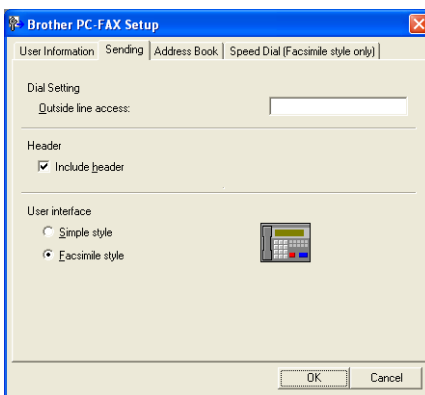 Brother PC-FAX Setup
User Information Sending Address Book Speed Dial (Facsimile style only)
Dial Setting
Outside line access:
Header
Include header
User interface
Simple style
Facsimile style
OK Cancel